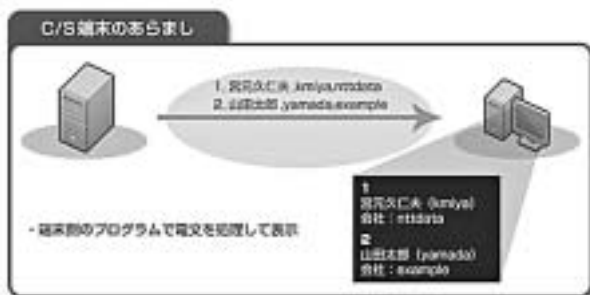 C/S端末のあらまし
1, 宮元久仁夫,kmiya,nttdata
2, 山田太郎,yamada,example
・端末側のプログラムで電文を処理して表示
1
宮元久仁夫 (kmiya)
会社：nttdata
2
山田太郎 (yamada)
会社：example